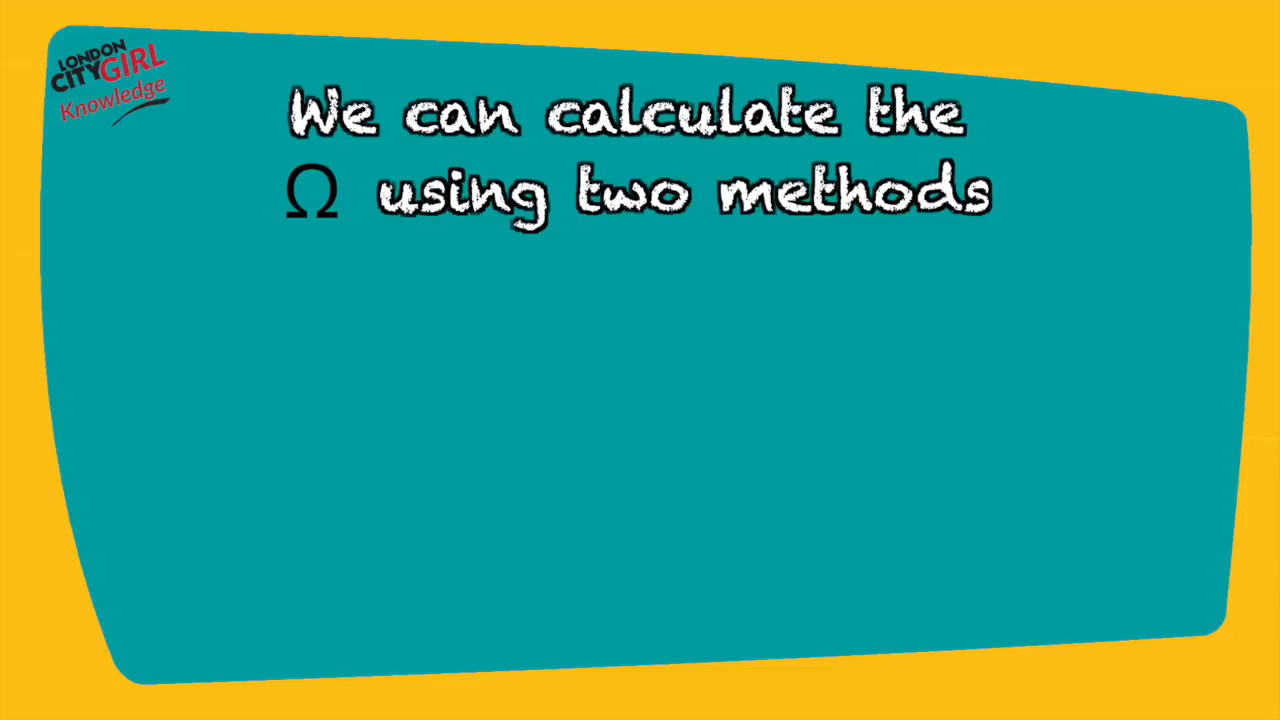 LONDON
CITYGIRL
Knowledge
We can calculate the
Ω using two methods